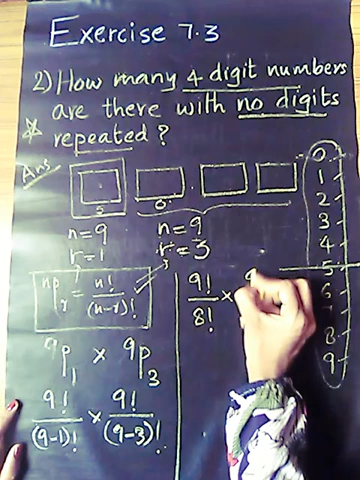 Exercise 7.3
2) How many 4 digit numbers
are there with no digits
repeated ?
Ans
n = 9 n = 9
r = 1 r = 3
nPr = n! / (n-r)!
9P1 × 9P3
9! / (9-1)! × 9! / (9-3)!
9! / 8! × 9
0
1
2
3
4
5
6
7
8
9